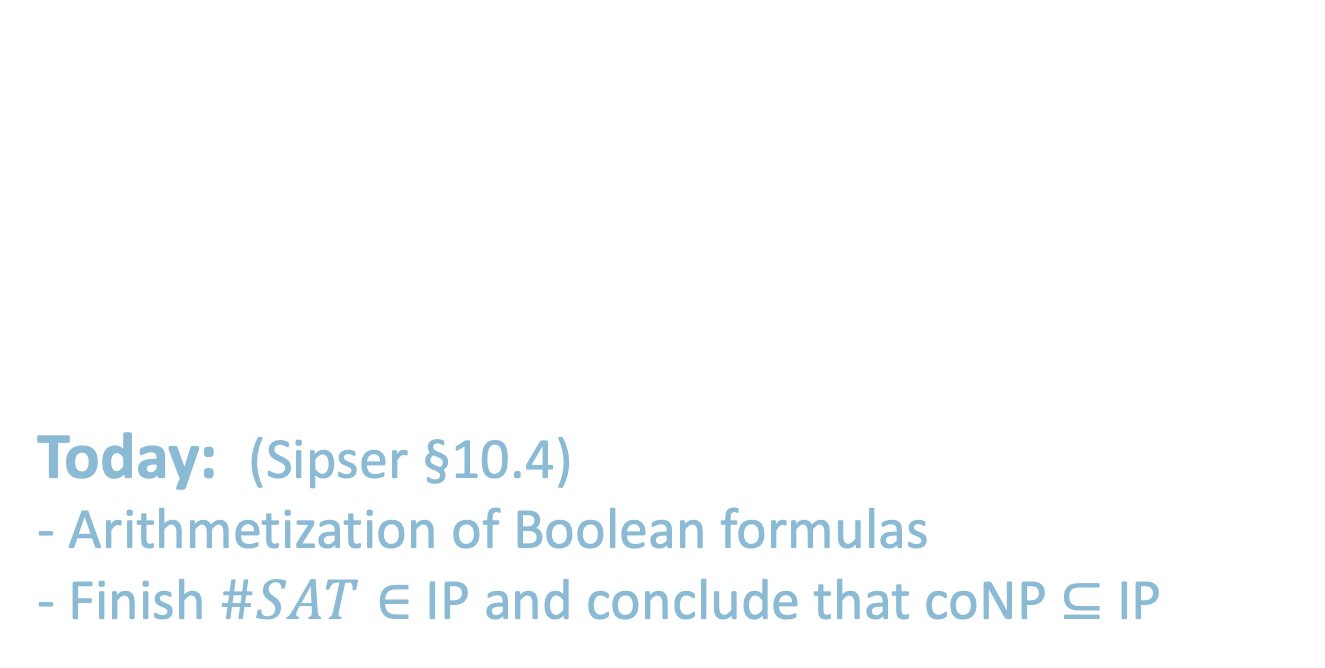 Today: (Sipser §10.4)
- Arithmetization of Boolean formulas
- Finish #𝑆𝐴𝑇 ∈ IP and conclude that coNP ⊆ IP